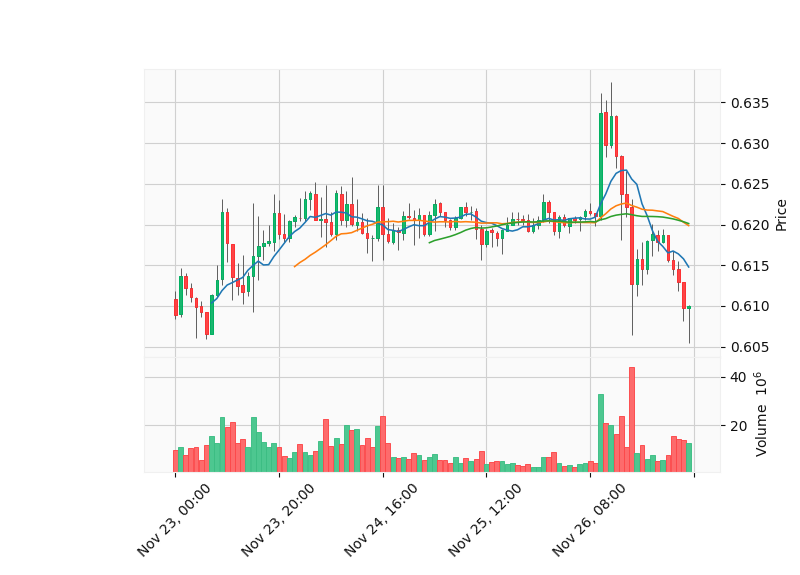 0.635
0.630
0.625
0.620
0.615
0.610
0.605
Price
40
20
Volume 10⁶
Nov 23, 00:00
Nov 23, 20:00
Nov 24, 16:00
Nov 25, 12:00
Nov 26, 08:00